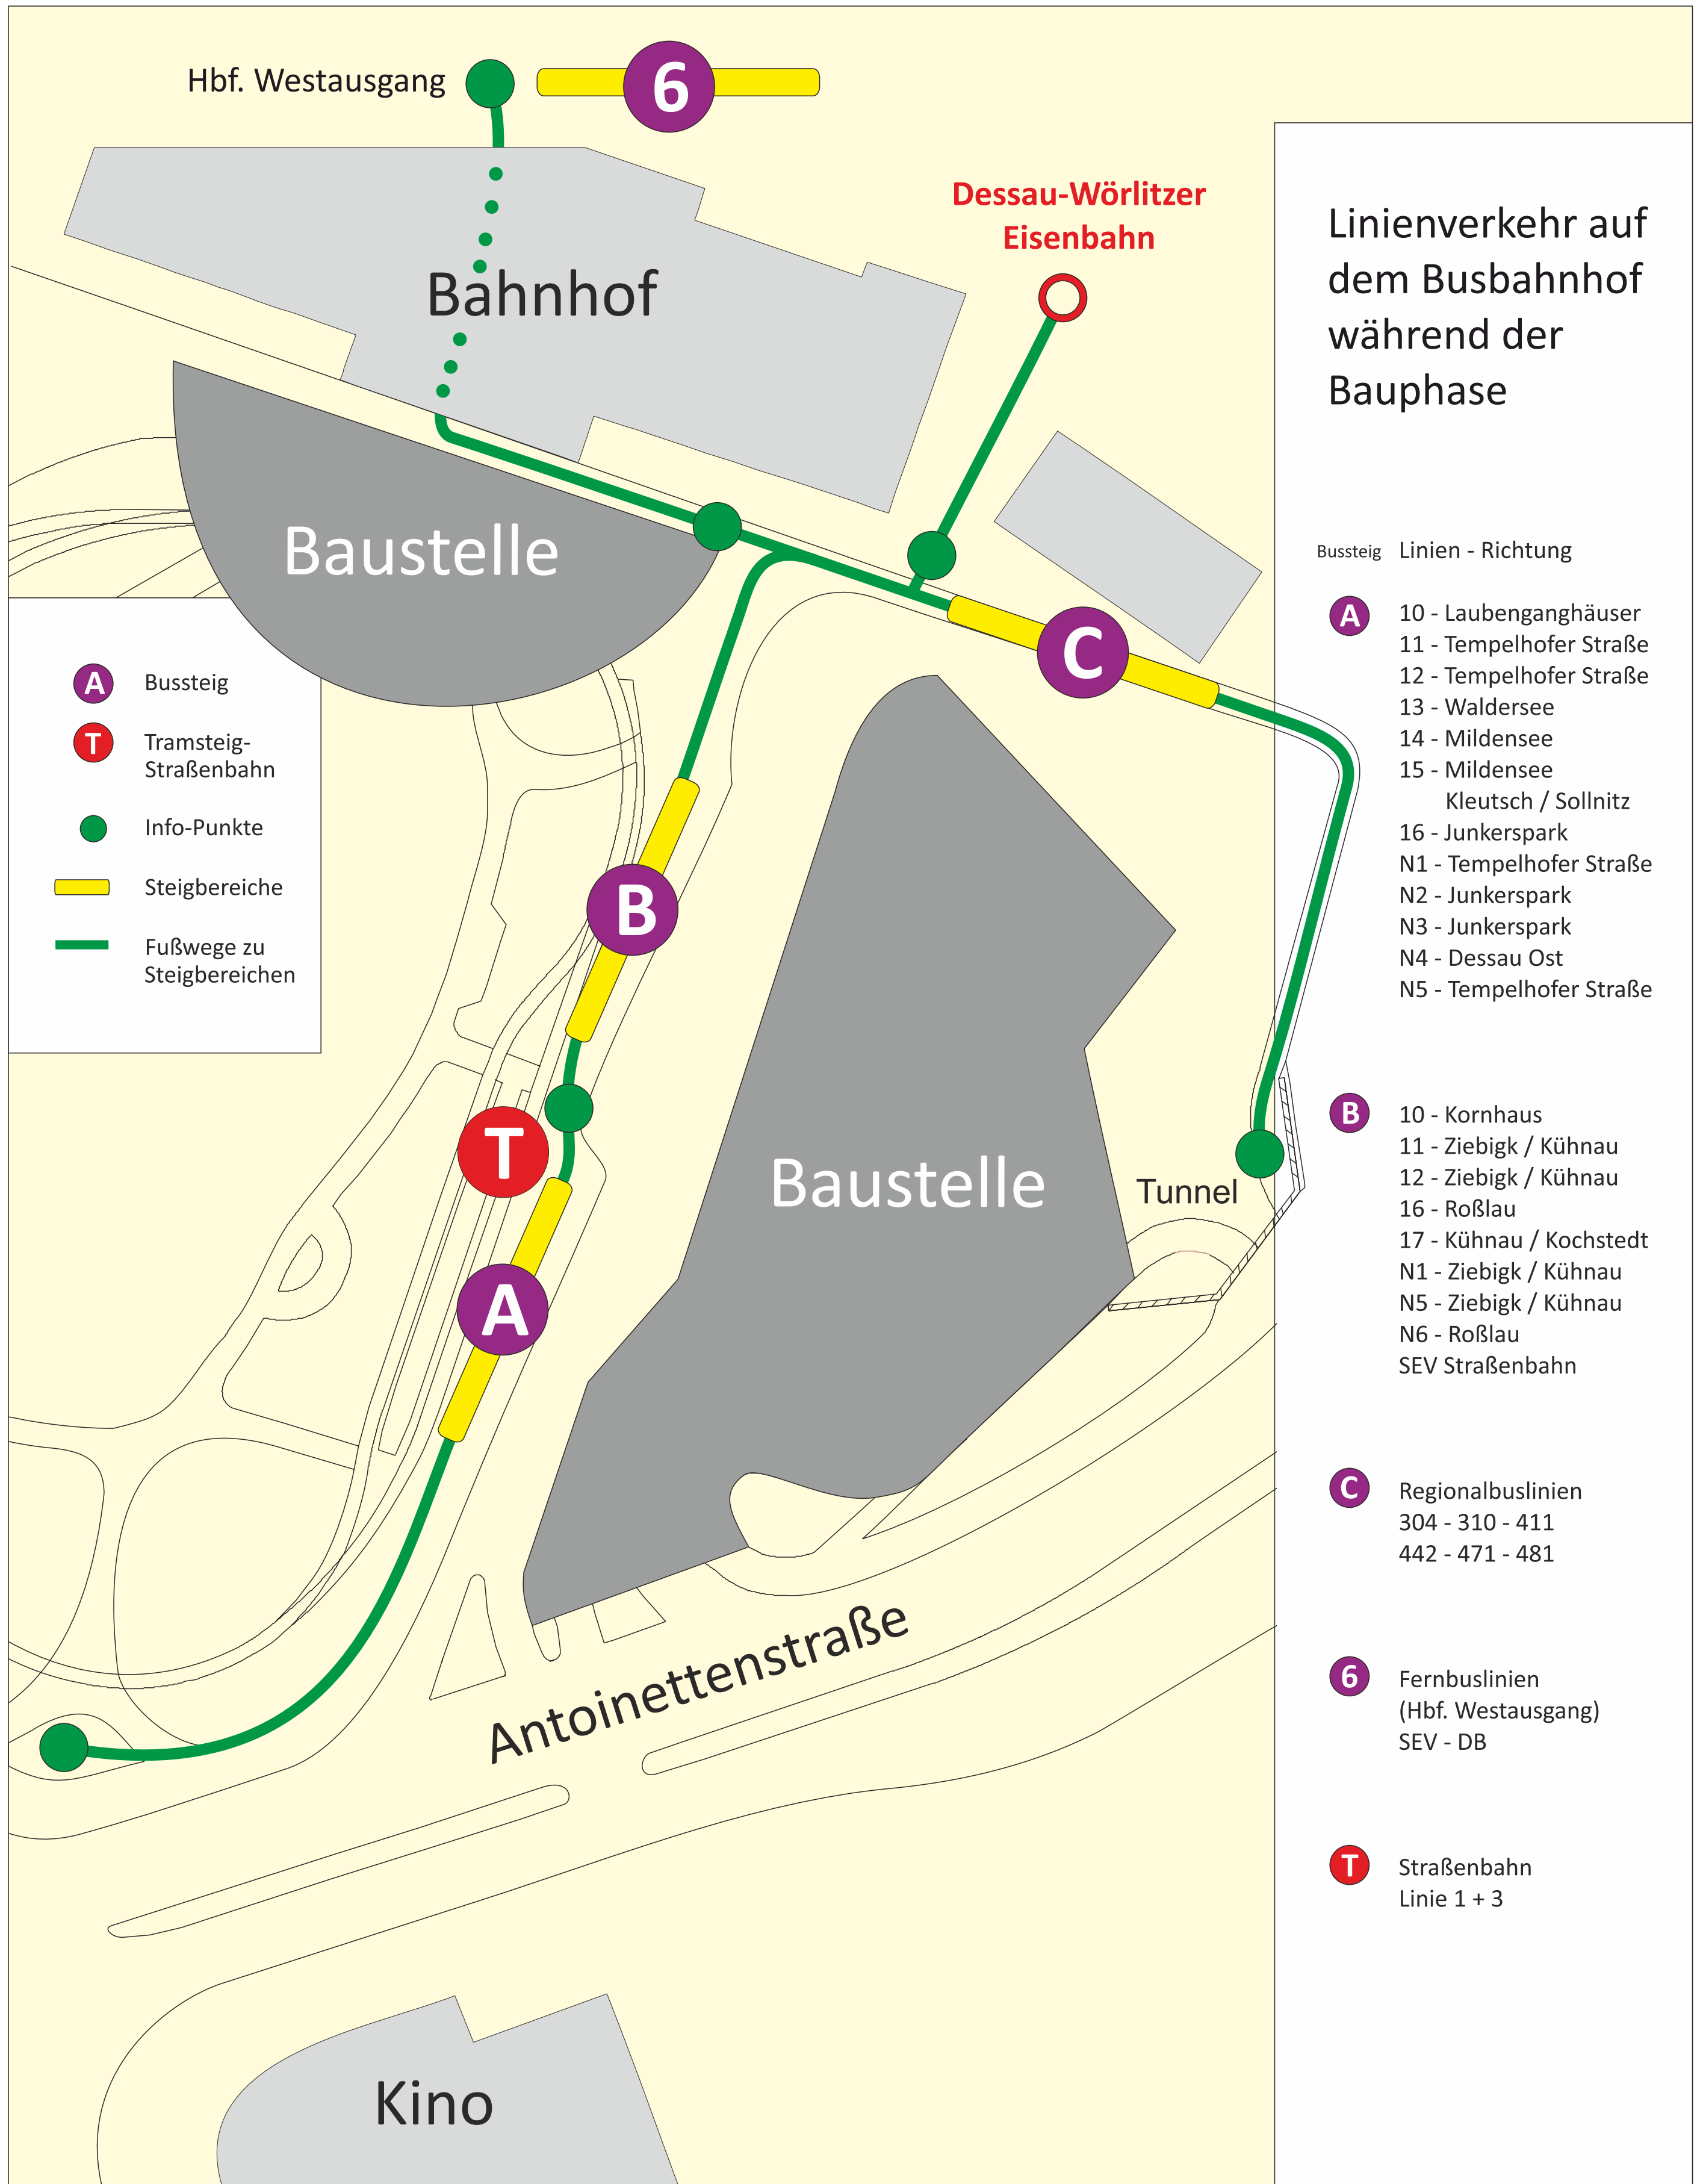 Hbf. Westausgang
6
Dessau-Wörlitzer
Eisenbahn
Bahnhof
Baustelle
C
B
T
A
Baustelle
Tunnel
Antoinettenstraße
Kino
A Bussteig
T Tramsteig-
Straßenbahn
Info-Punkte
Steigbereiche
Fußwege zu
Steigbereichen
Linienverkehr auf
dem Busbahnhof
während der
Bauphase
Bussteig Linien - Richtung
A 10 - Laubenganghäuser
11 - Tempelhofer Straße
12 - Tempelhofer Straße
13 - Waldersee
14 - Mildensee
15 - Mildensee
Kleutsch / Sollnitz
16 - Junkerspark
N1 - Tempelhofer Straße
N2 - Junkerspark
N3 - Junkerspark
N4 - Dessau Ost
N5 - Tempelhofer Straße
B 10 - Kornhaus
11 - Ziebigk / Kühnau
12 - Ziebigk / Kühnau
16 - Roßlau
17 - Kühnau / Kochstedt
N1 - Ziebigk / Kühnau
N5 - Ziebigk / Kühnau
N6 - Roßlau
SEV Straßenbahn
C Regionalbuslinien
304 - 310 - 411
442 - 471 - 481
6 Fernbuslinien
(Hbf. Westausgang)
SEV - DB
T Straßenbahn
Linie 1 + 3